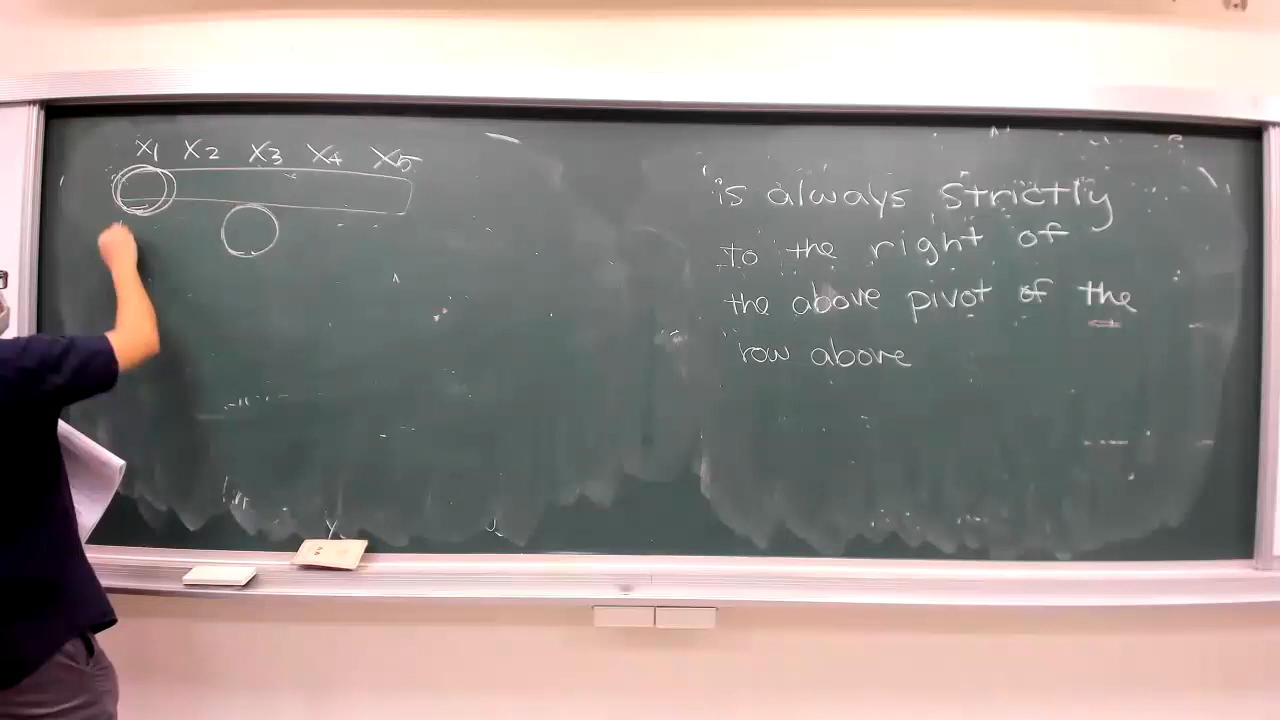 X1 X2 X3 X4 X5
is always strictly
to the right of
the above pivot of the
row above